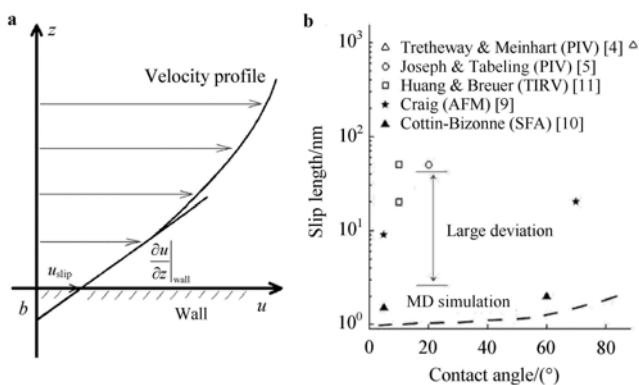 a
z
Velocity profile
u_slip
∂u/∂z|wall
b
Wall
u
b
Slip length/nm
10³
10²
10¹
10⁰
△ Tretheway & Meinhart (PIV) [4]
○ Joseph & Tabeling (PIV) [5]
□ Huang & Breuer (TIRV) [11]
★ Craig (AFM) [9]
▲ Cottin-Bizonne (SFA) [10]
Large deviation
MD simulation
0 20 40 60 80
Contact angle/(°)